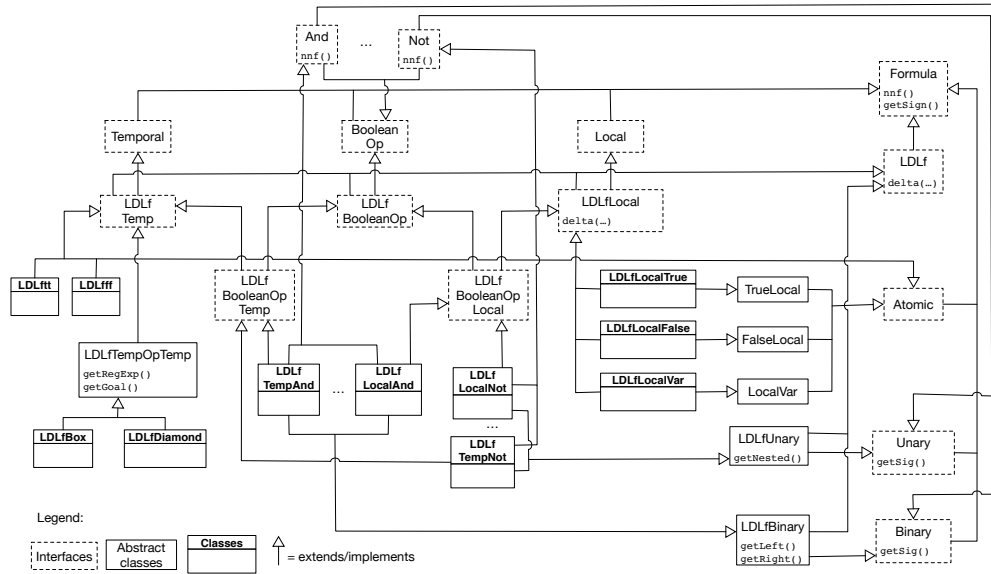 And
nnf()
...
Not
nnf()
Formula
nnf()
getSign()
Temporal
Boolean
Op
Local
LDLf
delta(…)
LDLf
Temp
LDLf
BooleanOp
LDLfLocal
delta(…)
LDLftt
LDLfff
LDLf
BooleanOp
Temp
LDLf
BooleanOp
Local
LDLfLocalTrue
TrueLocal
Atomic
LDLfLocalFalse
FalseLocal
LDLfLocalVar
LocalVar
LDLfTempOpTemp
getRegExp()
getGoal()
LDLf
TempAnd
...
LDLf
LocalAnd
LDLf
LocalNot
...
LDLf
TempNot
LDLfBox
LDLfDiamond
LDLfUnary
getNested()
Unary
getSig()
LDLfBinary
getLeft()
getRight()
Binary
getSig()
Legend:
Interfaces
Abstract
classes
Classes
= extends/implements